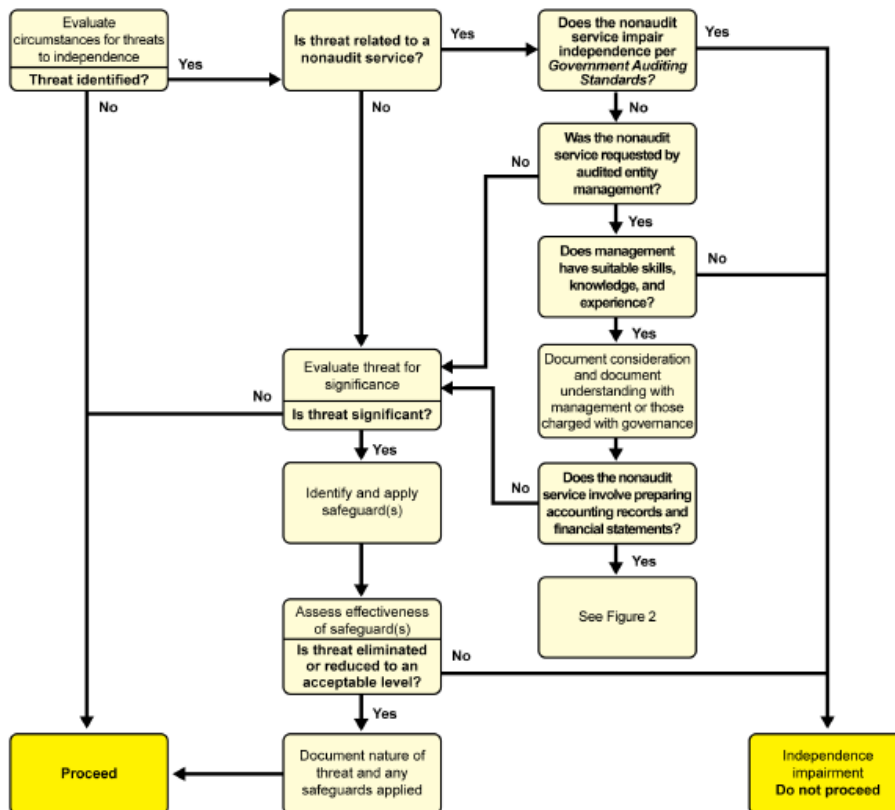 Evaluate
circumstances for threats
to independence
Threat identified?
Yes
No
Is threat related to a
nonaudit service?
Yes
No
Does the nonaudit
service impair
independence per
Government Auditing
Standards?
Yes
No
Was the nonaudit
service requested by
audited entity
management?
No
Yes
Does management
have suitable skills,
knowledge, and
experience?
No
Yes
Evaluate threat for
significance
Is threat significant?
No
Yes
Document consideration
and document
understanding with
management or those
charged with governance
Identify and apply
safeguard(s)
Does the nonaudit
service involve preparing
accounting records and
financial statements?
No
Yes
See Figure 2
Assess effectiveness
of safeguard(s)
Is threat eliminated
or reduced to an
acceptable level?
No
Yes
Proceed
Document nature of
threat and any
safeguards applied
Independence
impairment
Do not proceed